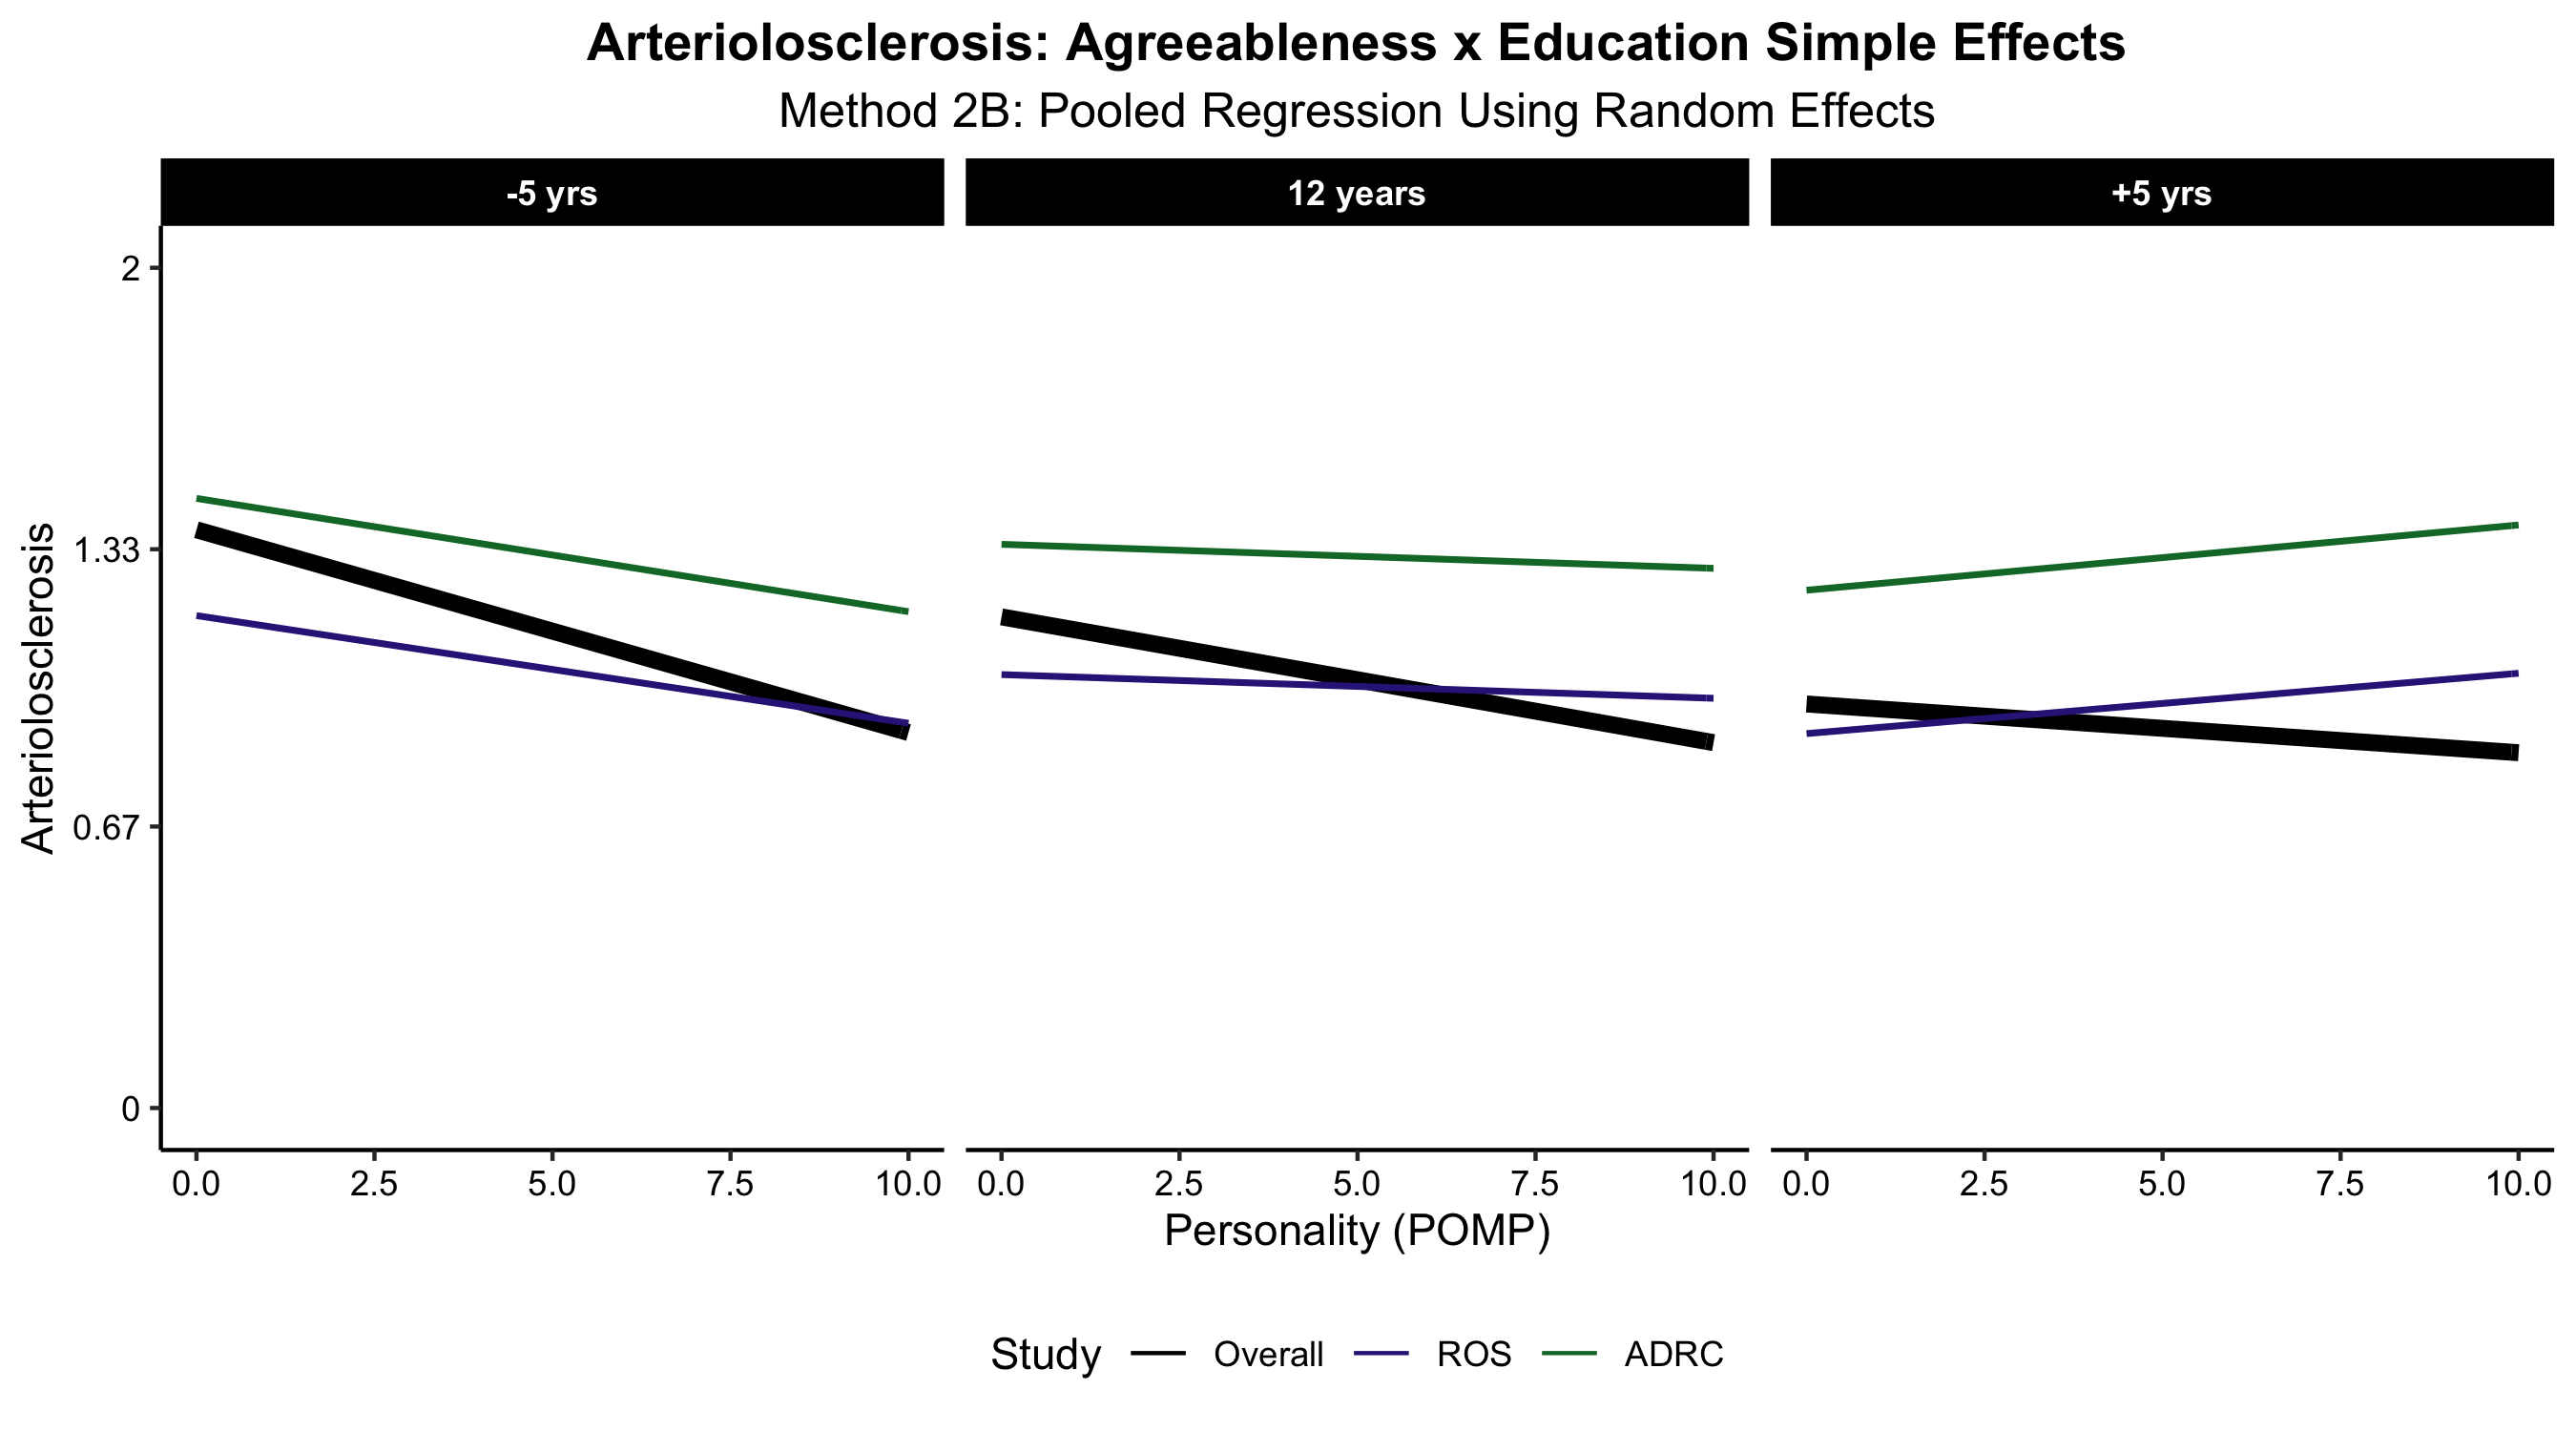 Arteriolosclerosis: Agreeableness x Education Simple Effects
Method 2B: Pooled Regression Using Random Effects
-5 yrs
12 years
+5 yrs
Arteriolosclerosis
2
1.33
0.67
0
0.0 2.5 5.0 7.5 10.0
0.0 2.5 5.0 7.5 10.0
0.0 2.5 5.0 7.5 10.0
Personality (POMP)
Study Overall ROS ADRC